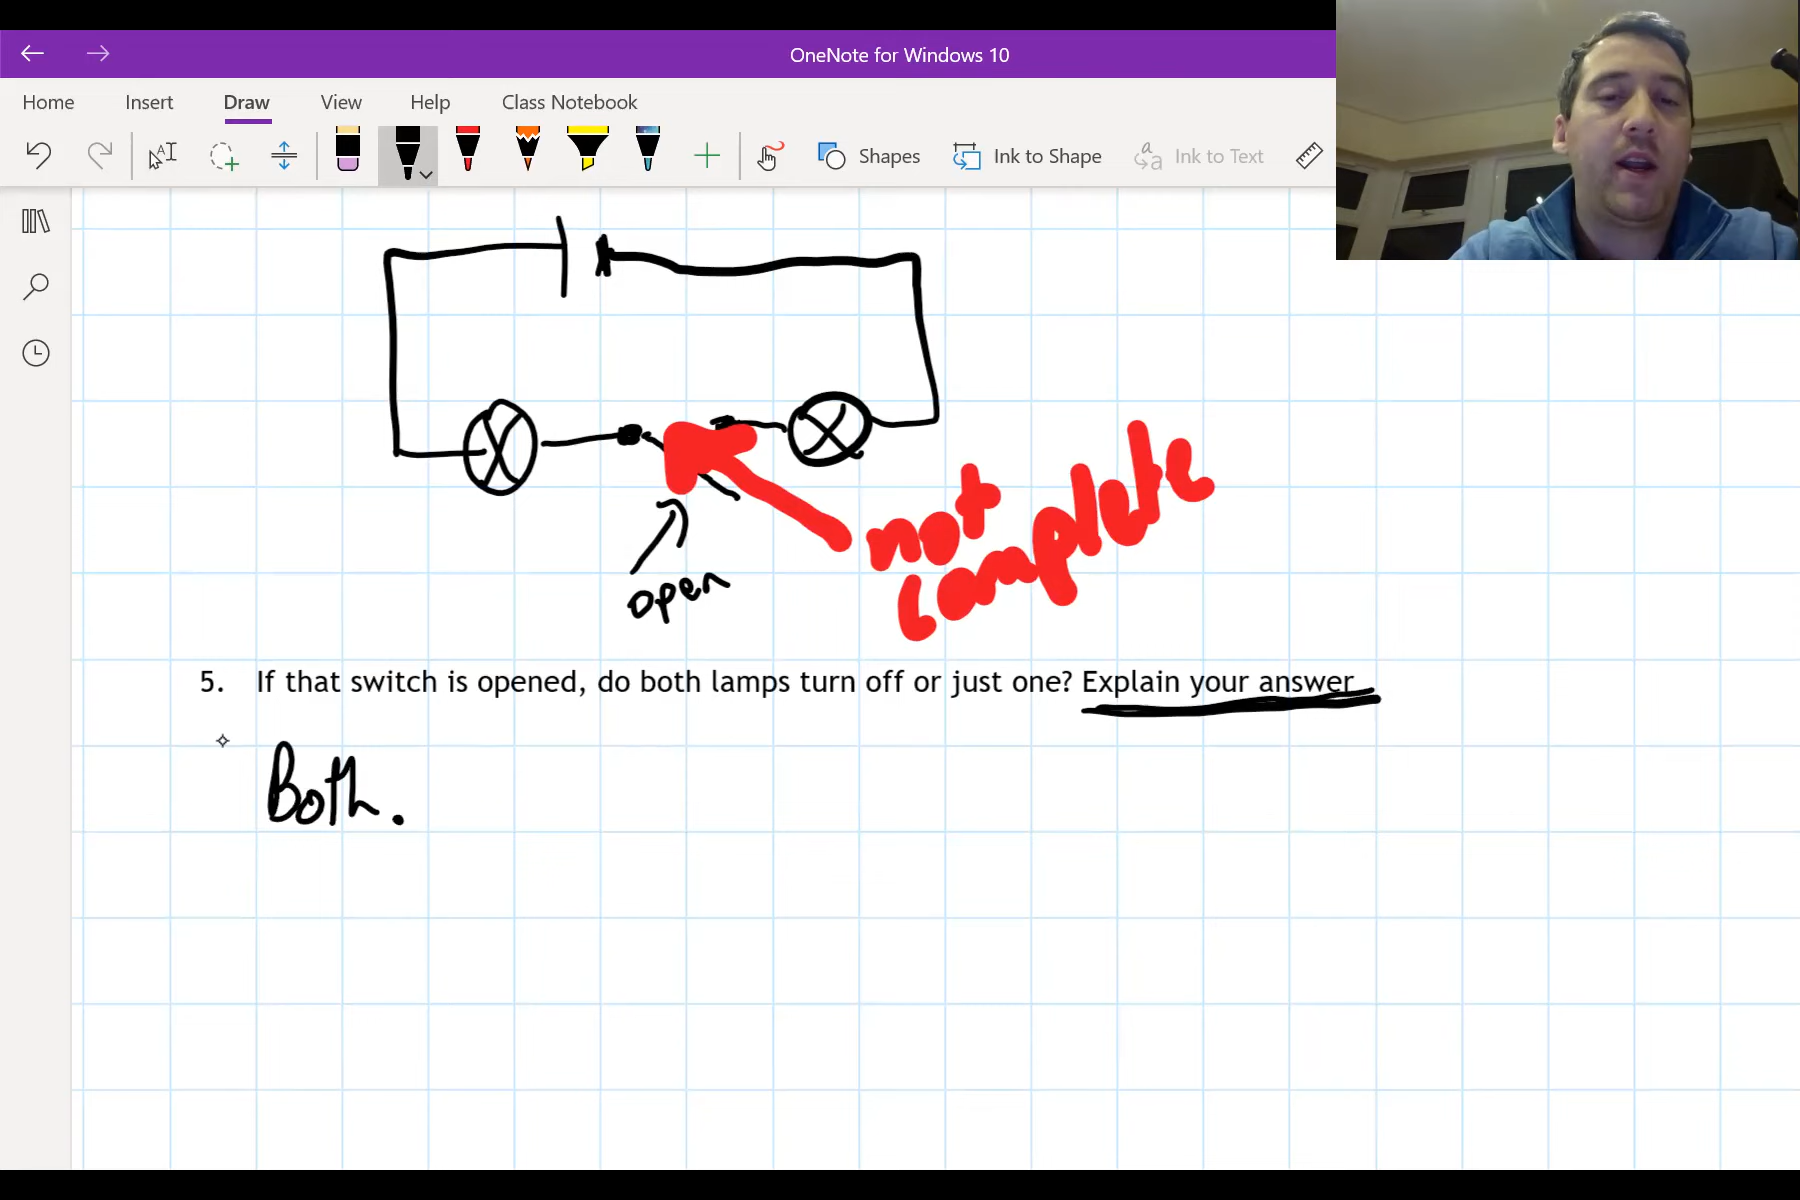 OneNote for Windows 10
Home Insert Draw View Help Class Notebook
Shapes Ink to Shape Ink to Text
open
not
complete
5. If that switch is opened, do both lamps turn off or just one? Explain your answer
Both.